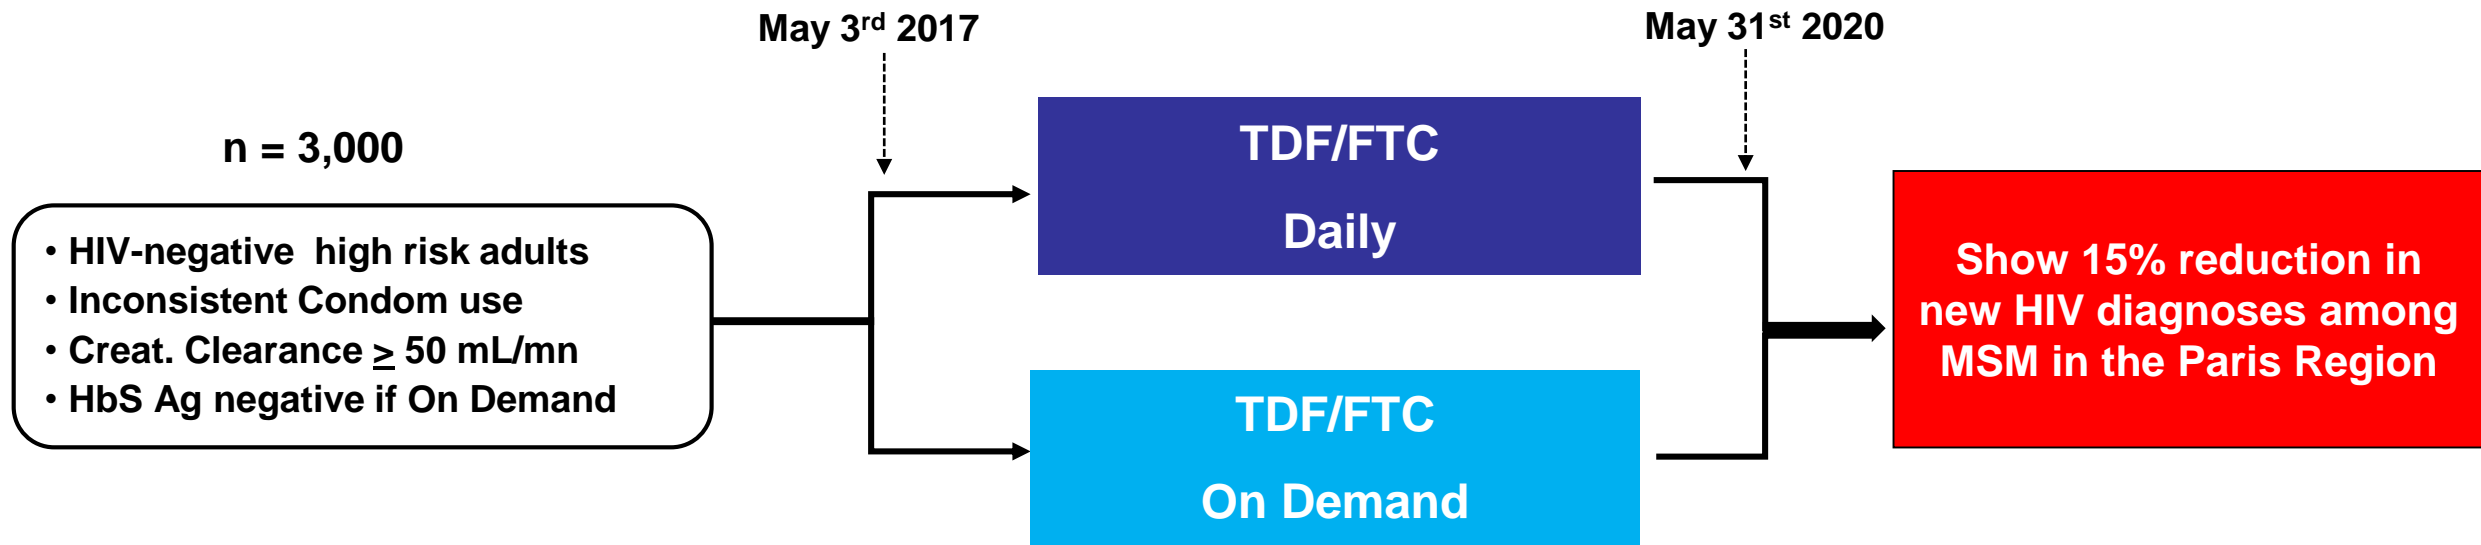 May 3rd 2017
May 31st 2020
n = 3,000
• HIV-negative high risk adults
• Inconsistent Condom use
• Creat. Clearance ≥ 50 mL/mn
• HbS Ag negative if On Demand
TDF/FTC
Daily
TDF/FTC
On Demand
Show 15% reduction in
new HIV diagnoses among
MSM in the Paris Region